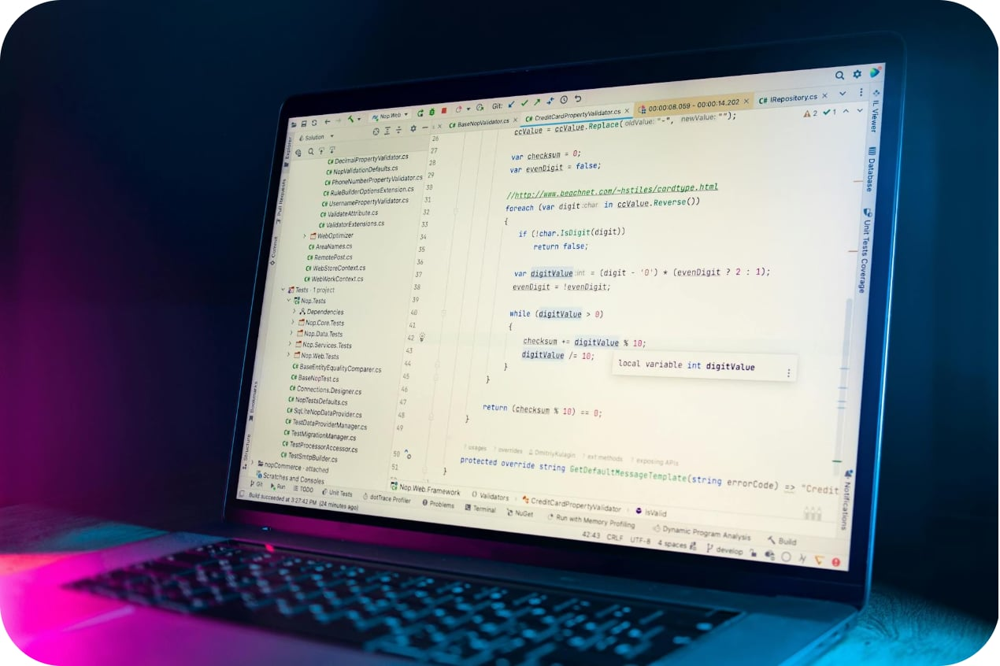 Nop.Web
Git:
Solution
BaseNopValidator.cs
CreditCardPropertyValidator.cs
00:00:08.059 - 00:00:14.202
C# IRepository.cs
2 1
Explorer
Pull Requests
Commit
Bookmarks
Structure
C# DecimalPropertyValidator.cs
C# NopValidationDefaults.cs
C# PhoneNumberPropertyValidator.cs
C# RuleBuilderOptionsExtension.cs
C# UsernamePropertyValidator.cs
C# ValidateAttribute.cs
C# ValidatorExtensions.cs
WebOptimizer
C# AreaNames.cs
C# RemotePost.cs
C# WebStoreContext.cs
C# WebWorkContext.cs
Tests · 1 project
Nop.Tests
Dependencies
Nop.Core.Tests
Nop.Data.Tests
Nop.Services.Tests
Nop.Web.Tests
C# BaseEntityEqualityComparer.cs
C# BaseNopTest.cs
C# Connections.Designer.cs
C# NopTestsDefaults.cs
C# SqLiteNopDataProvider.cs
C# TestDataProviderManager.cs
C# TestMigrationManager.cs
C# TestProcessorAccessor.cs
C# TestSmtpBuilder.cs
nopCommerce · attached
Scratches and Consoles
26
27
28
29
30
31
32
33
34
35
36
37
38
39
40
41
42
43
44
45
46
47
48
49
50
51
ccValue = ccValue.Replace( oldValue: "-", newValue: "");
var checksum = 0;
var evenDigit = false;
//http://www.beachnet.com/~hstiles/cardtype.html
foreach (var digit :char in ccValue.Reverse())
{
if (!char.IsDigit(digit))
return false;
var digitValue :int = (digit - '0') * (evenDigit ? 2 : 1);
evenDigit = !evenDigit;
while (digitValue > 0)
{
checksum += digitValue % 10;
digitValue /= 10;
}
}
local variable int digitValue
return (checksum % 10) == 0;
}
? usages ? overrides DmitriyKulagin ? ext methods ? exposing APIs
protected override string GetDefaultMessageTemplate(string errorCode) => "Credit
}
IL Viewer
Database
Unit Tests Coverage
Notifications
Nop.Web.Framework
Validators
CreditCardPropertyValidator
IsValid
Git
Run
TODO
Unit Tests
dotTrace Profiler
Problems
Terminal
NuGet
Run with Memory Profiling
Dynamic Program Analysis
Build
Build succeeded at 3:27:42 PM (24 minutes ago)
42:43 CRLF UTF-8 4 spaces develop